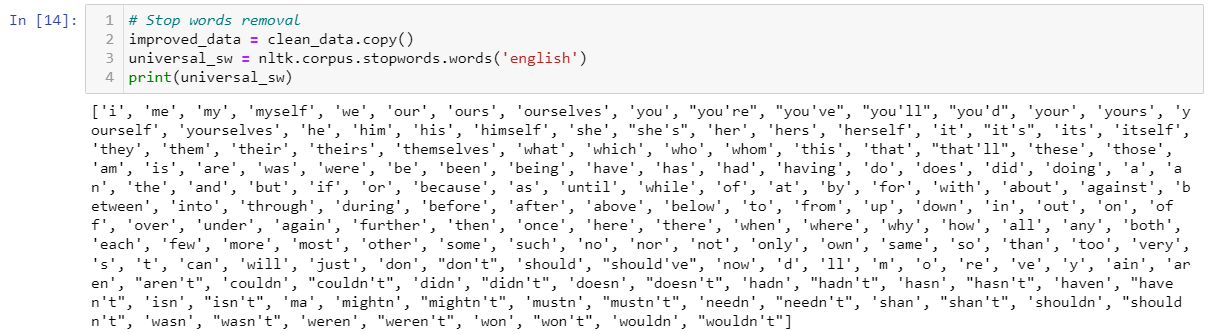 In [14]:
1 # Stop words removal
2 improved_data = clean_data.copy()
3 universal_sw = nltk.corpus.stopwords.words('english')
4 print(universal_sw)
['i', 'me', 'my', 'myself', 'we', 'our', 'ours', 'ourselves', 'you', "you're", "you've", "you'll", "you'd", 'your', 'yours', 'y
ourself', 'yourselves', 'he', 'him', 'his', 'himself', 'she', "she's", 'her', 'hers', 'herself', 'it', "it's", 'its', 'itself',
'they', 'them', 'their', 'theirs', 'themselves', 'what', 'which', 'who', 'whom', 'this', 'that', "that'll", 'these', 'those',
'am', 'is', 'are', 'was', 'were', 'be', 'been', 'being', 'have', 'has', 'had', 'having', 'do', 'does', 'did', 'doing', 'a', 'a
n', 'the', 'and', 'but', 'if', 'or', 'because', 'as', 'until', 'while', 'of', 'at', 'by', 'for', 'with', 'about', 'against', 'b
etween', 'into', 'through', 'during', 'before', 'after', 'above', 'below', 'to', 'from', 'up', 'down', 'in', 'out', 'on', 'of
f', 'over', 'under', 'again', 'further', 'then', 'once', 'here', 'there', 'when', 'where', 'why', 'how', 'all', 'any', 'both',
'each', 'few', 'more', 'most', 'other', 'some', 'such', 'no', 'nor', 'not', 'only', 'own', 'same', 'so', 'than', 'too', 'very',
's', 't', 'can', 'will', 'just', 'don', "don't", 'should', "should've", 'now', 'd', 'll', 'm', 'o', 're', 've', 'y', 'ain', 'ar
en', "aren't", 'couldn', "couldn't", 'didn', "didn't", 'doesn', "doesn't", 'hadn', "hadn't", 'hasn', "hasn't", 'haven', "have
n't", 'isn', "isn't", 'ma', 'mightn', "mightn't", 'mustn', "mustn't", 'needn', "needn't", 'shan', "shan't", 'shouldn', "should
n't", 'wasn', "wasn't", 'weren', "weren't", 'won', "won't", 'wouldn', "wouldn't"]